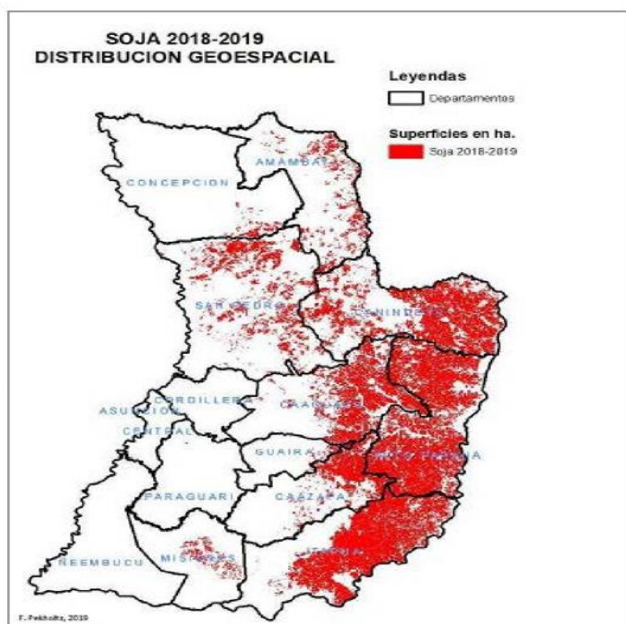 SOJA 2018-2019
DISTRIBUCION GEOESPACIAL
Leyendas
Departamentos
Superficies en ha.
Soja 2018-2019
AMAMBAY
CONCEPCION
SAN PEDRO
CANINDEYU
CORDILLERA
CAAGUAZU
ASUNCION
CENTRAL
GUAIRA
ALTO PARANA
PARAGUARI
CAAZAPA
MISIONES
ITAPUA
NEEMBUCU
F. Pekholtz, 2019